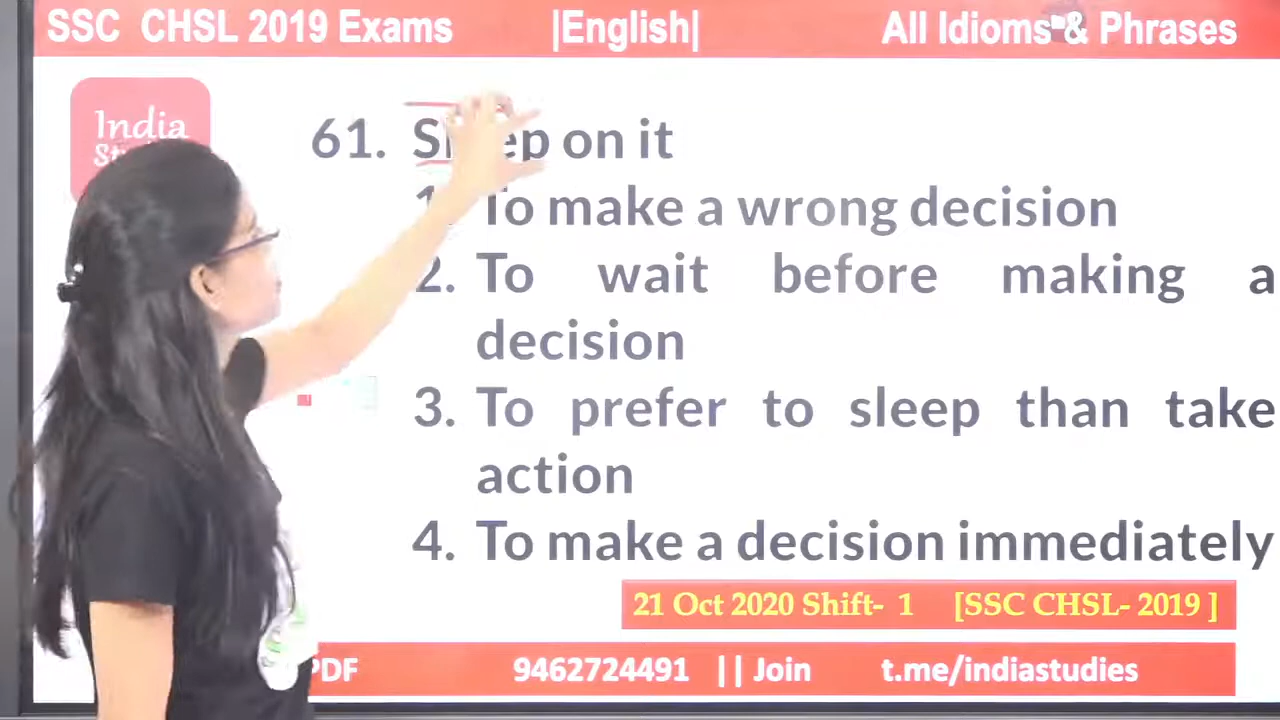 SSC CHSL 2019 Exams |English| All Idioms & Phrases
India
61. Sleep on it
1. To make a wrong decision
2. To wait before making a
decision
3. To prefer to sleep than take
action
4. To make a decision immediately
21 Oct 2020 Shift- 1 [SSC CHSL- 2019 ]
PDF 9462724491 || Join t.me/indiastudies